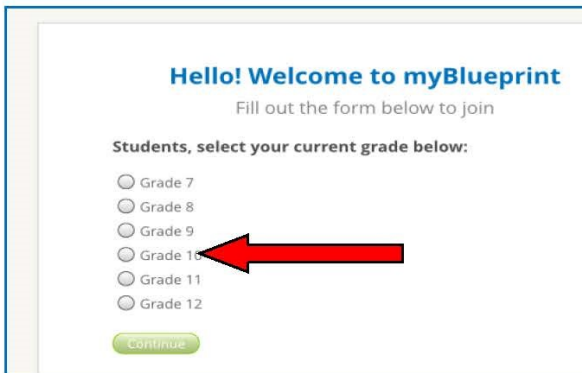 Hello! Welcome to myBlueprint
Fill out the form below to join
Students, select your current grade below:
Grade 7
Grade 8
Grade 9
Grade 10
Grade 11
Grade 12
Continue